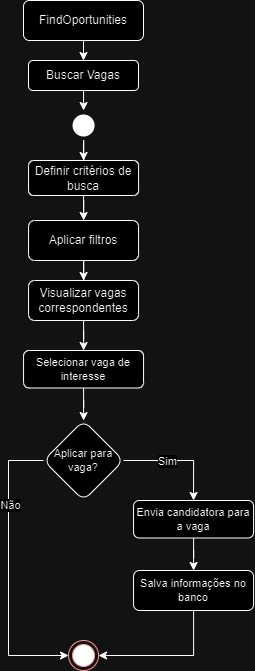 FindOpportunities
Buscar Vagas
Definir critérios de
busca
Aplicar filtros
Visualizar vagas
correspondentes
Selecionar vaga de
interesse
Aplicar para
vaga?
Sim
Não
Envia candidatora para
a vaga
Salva informações no
banco